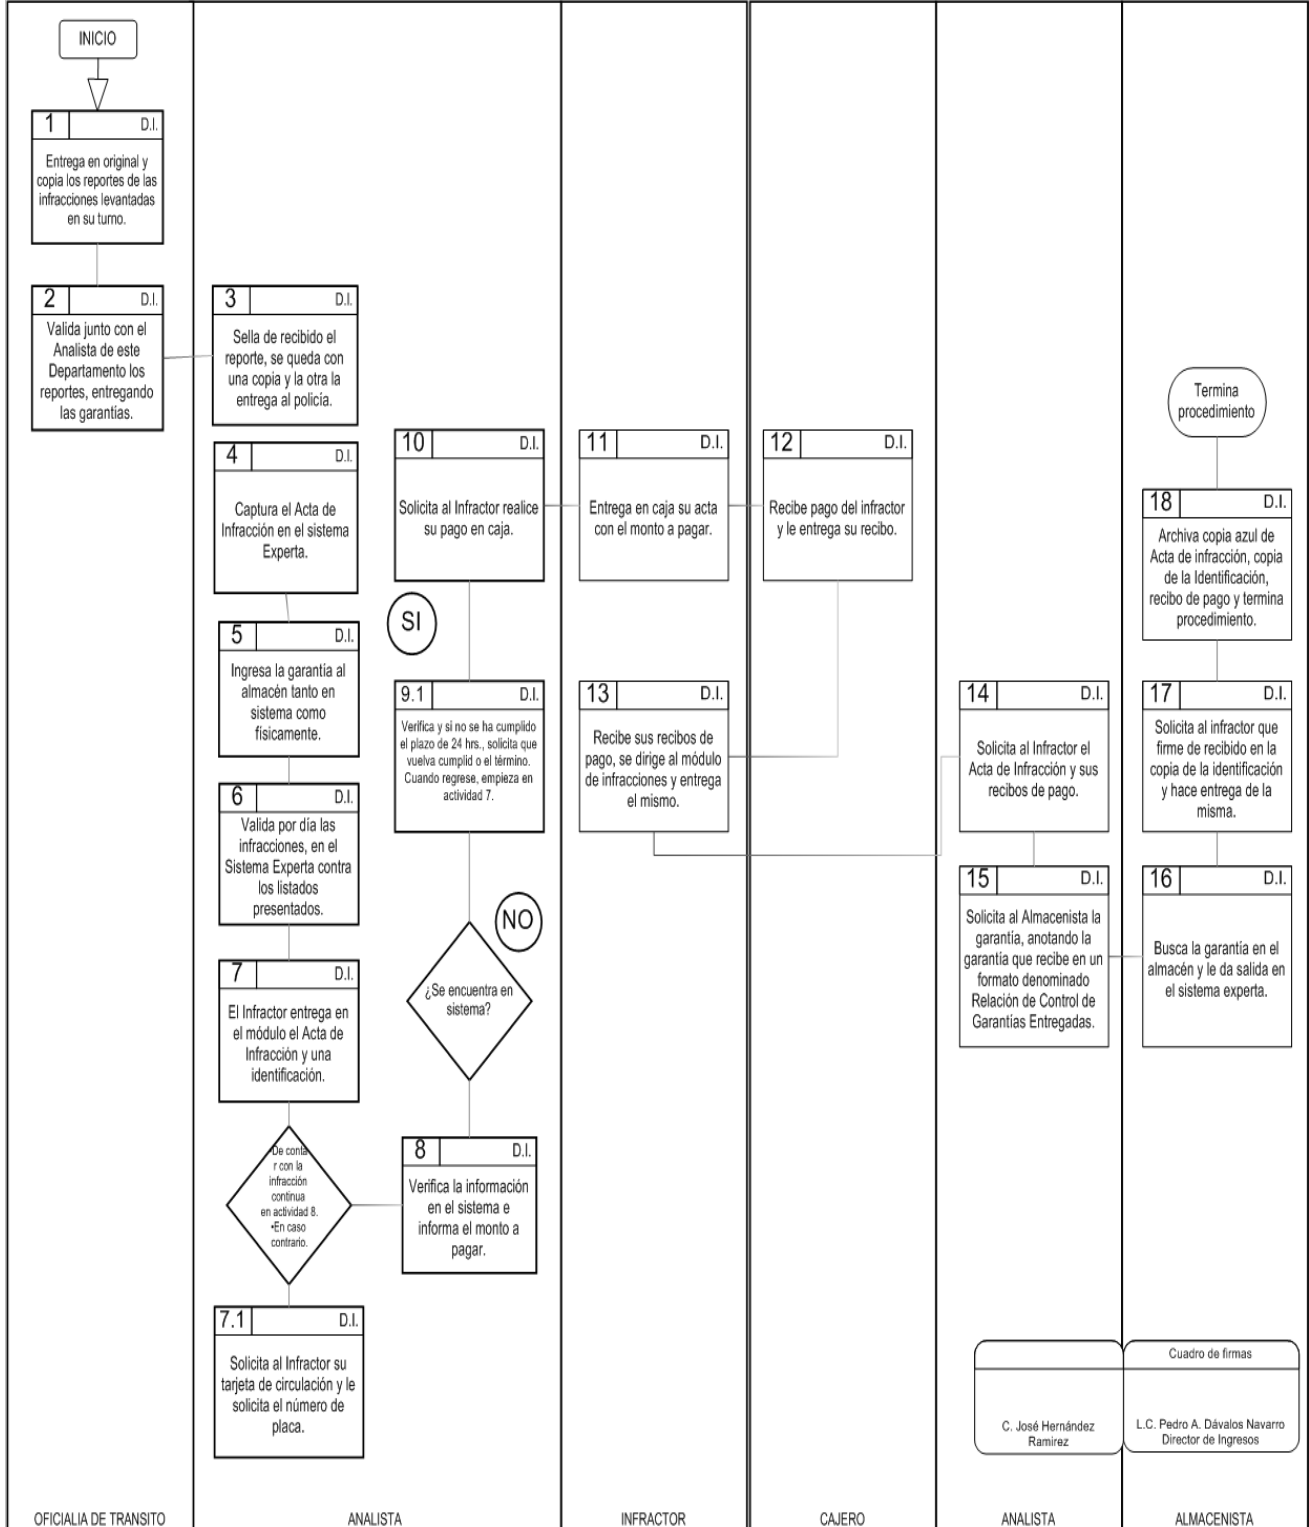 INICIO
1 D.I.
Entrega en original y
copia los reportes de las
infracciones levantadas
en su turno.
2 D.I.
Valida junto con el
Analista de este
Departamento los
reportes, entregando
las garantías.
3 D.I.
Sella de recibido el
reporte, se queda con
una copia y la otra la
entrega al policía.
4 D.I.
Captura el Acta de
Infracción en el sistema
Experta.
5 D.I.
Ingresa la garantía al
almacén tanto en
sistema como
físicamente.
6 D.I.
Valida por día las
infracciones, en el
Sistema Experta contra
los listados
presentados.
7 D.I.
El Infractor entrega en
el módulo el Acta de
Infracción y una
identificación.
•De conta
r con la
infracción
continua
en actividad 8.
•En caso
contrario.
7.1 D.I.
Solicita al Infractor su
tarjeta de circulación y le
solicita el número de
placa.
8 D.I.
Verifica la información
en el sistema e
informa el monto a
pagar.
¿Se encuentra en
sistema?
NO
9.1 D.I.
Verifica y si no se ha cumplido
el plazo de 24 hrs., solicita que
vuelva cumplid o el término.
Cuando regrese, empieza en
actividad 7.
SI
10 D.I.
Solicita al Infractor realice
su pago en caja.
11 D.I.
Entrega en caja su acta
con el monto a pagar.
12 D.I.
Recibe pago del infractor
y le entrega su recibo.
13 D.I.
Recibe sus recibos de
pago, se dirige al módulo
de infracciones y entrega
el mismo.
14 D.I.
Solicita al Infractor el
Acta de Infracción y sus
recibos de pago.
15 D.I.
Solicita al Almacenista la
garantía, anotando la
garantía que recibe en un
formato denominado
Relación de Control de
Garantías Entregadas.
16 D.I.
Busca la garantía en el
almacén y le da salida en
el sistema experta.
17 D.I.
Solicita al infractor que
firme de recibido en la
copia de la identificación
y hace entrega de la
misma.
18 D.I.
Archiva copia azul de
Acta de infracción, copia
de la Identificación,
recibo de pago y termina
procedimiento.
Termina
procedimiento
Cuadro de firmas
C. José Hernández
Ramirez
L.C. Pedro A. Dávalos Navarro
Director de Ingresos
OFICIALIA DE TRANSITO
ANALISTA
INFRACTOR
CAJERO
ANALISTA
ALMACENISTA